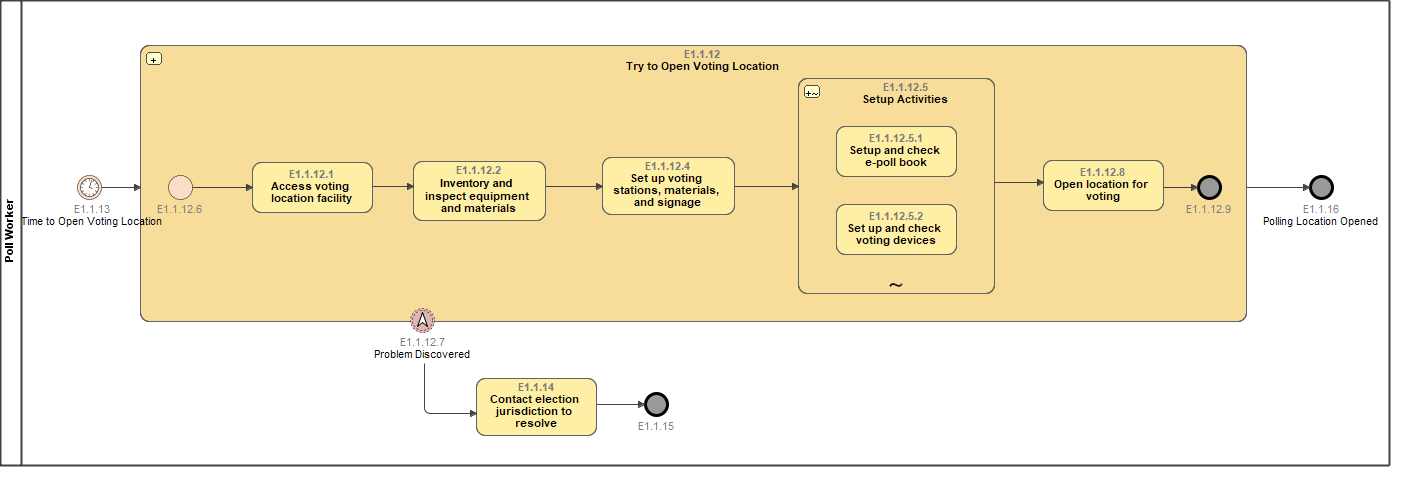 Poll Worker
E1.1.12
Try to Open Voting Location
E1.1.13
Time to Open Voting Location
E1.1.12.6
E1.1.12.1
Access voting
location facility
E1.1.12.2
Inventory and
inspect equipment
and materials
E1.1.12.4
Set up voting
stations, materials,
and signage
E1.1.12.5
Setup Activities
E1.1.12.5.1
Setup and check
e-poll book
E1.1.12.5.2
Set up and check
voting devices
~
E1.1.12.8
Open location for
voting
E1.1.12.9
E1.1.16
Polling Location Opened
E1.1.12.7
Problem Discovered
E1.1.14
Contact election
jurisdiction to
resolve
E1.1.15